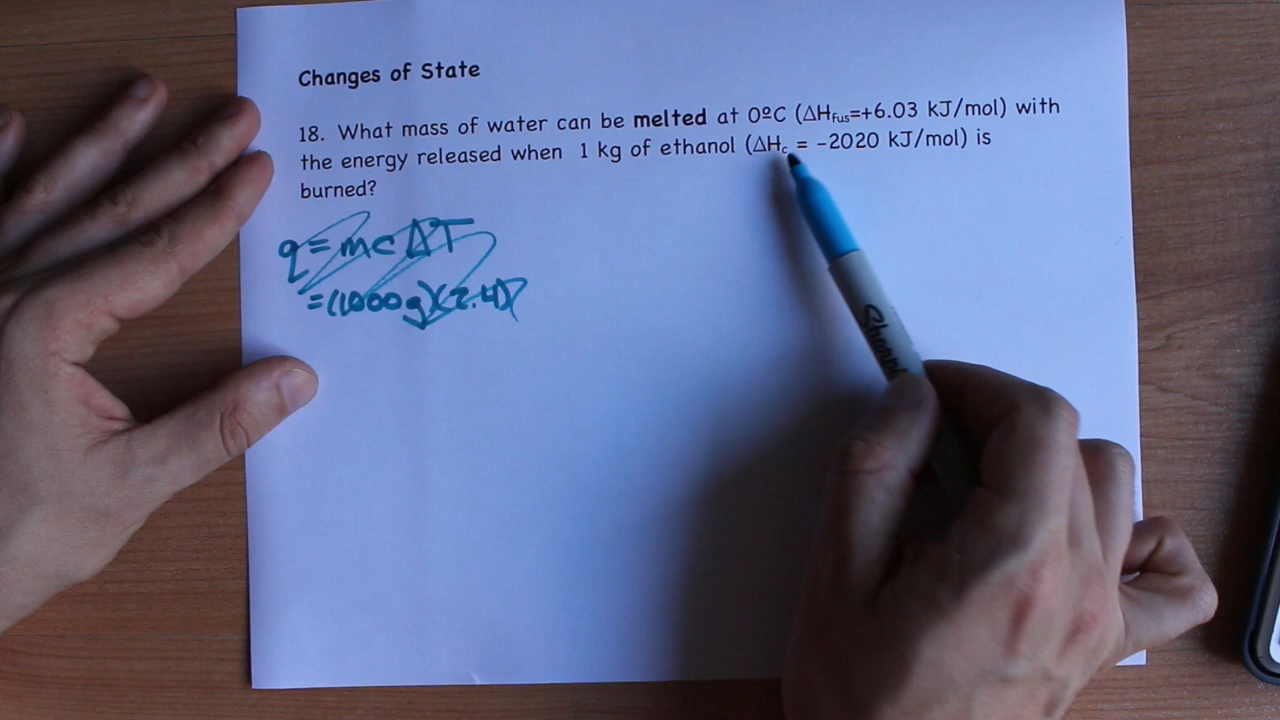 Changes of State
18. What mass of water can be melted at 0ºC (ΔHfus=+6.03 kJ/mol) with
the energy released when 1 kg of ethanol (ΔHc = -2020 kJ/mol) is
burned?
q=mcΔT
=(1000g)(2.4)
Sharpie